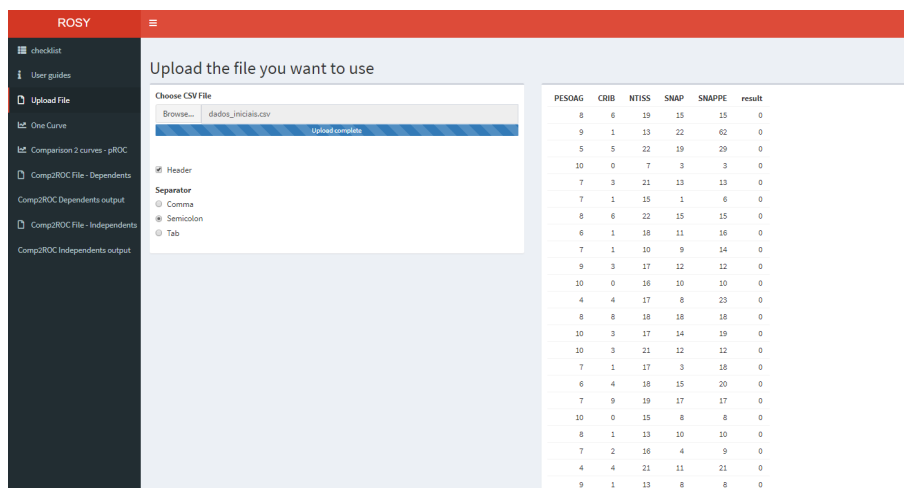 ROSY
checklist
User guides
Upload File
One Curve
Comparison 2 curves - pROC
Comp2ROC File - Dependents
Comp2ROC Dependents output
Comp2ROC File - Independents
Comp2ROC Independents output
Upload the file you want to use
Choose CSV File
Browse... dados_iniciais.csv
Upload complete
Header
Separator
Comma
Semicolon
Tab
PESOAG CRIB NTISS SNAP SNAPPE result
8 6 19 15 15 0
9 1 13 22 62 0
5 5 22 19 29 0
10 0 7 3 3 0
7 3 21 13 13 0
7 1 15 1 6 0
8 6 22 15 15 0
6 1 18 11 16 0
7 1 10 9 14 0
9 3 17 12 12 0
10 0 16 10 10 0
4 4 17 8 23 0
8 8 18 18 18 0
10 3 17 14 19 0
10 3 21 12 12 0
7 1 17 3 18 0
6 4 18 15 20 0
7 9 19 17 17 0
10 0 15 8 8 0
8 1 13 10 10 0
7 2 16 4 9 0
4 4 21 11 21 0
9 1 13 8 8 0